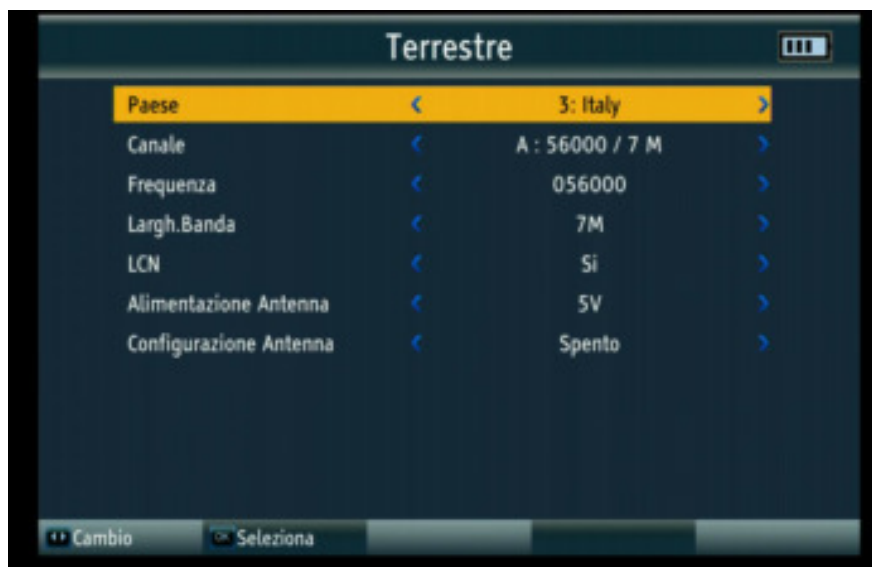 Terrestre
Paese 3: Italy
Canale A : 56000 / 7 M
Frequenza 056000
Largh.Banda 7M
LCN Si
Alimentazione Antenna 5V
Configurazione Antenna Spento
Cambio OK Seleziona